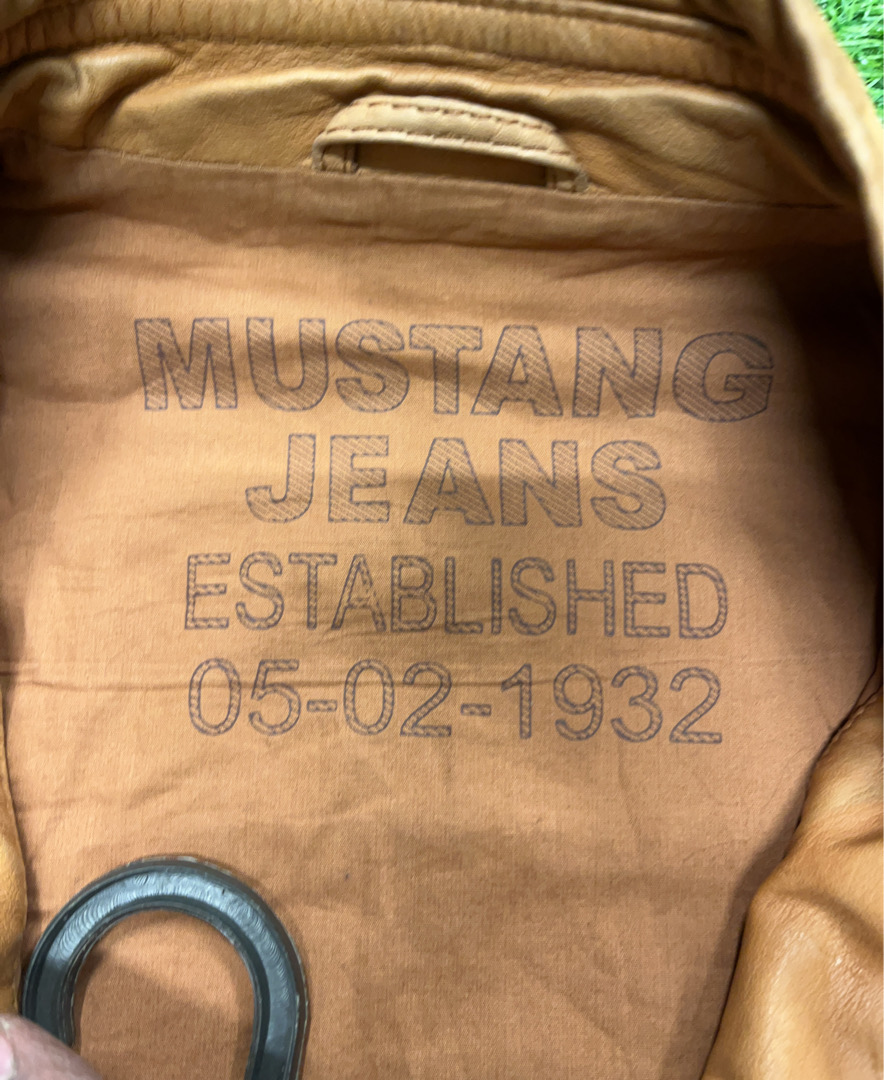 MUSTANG
JEANS
ESTABLISHED
05-02-1932